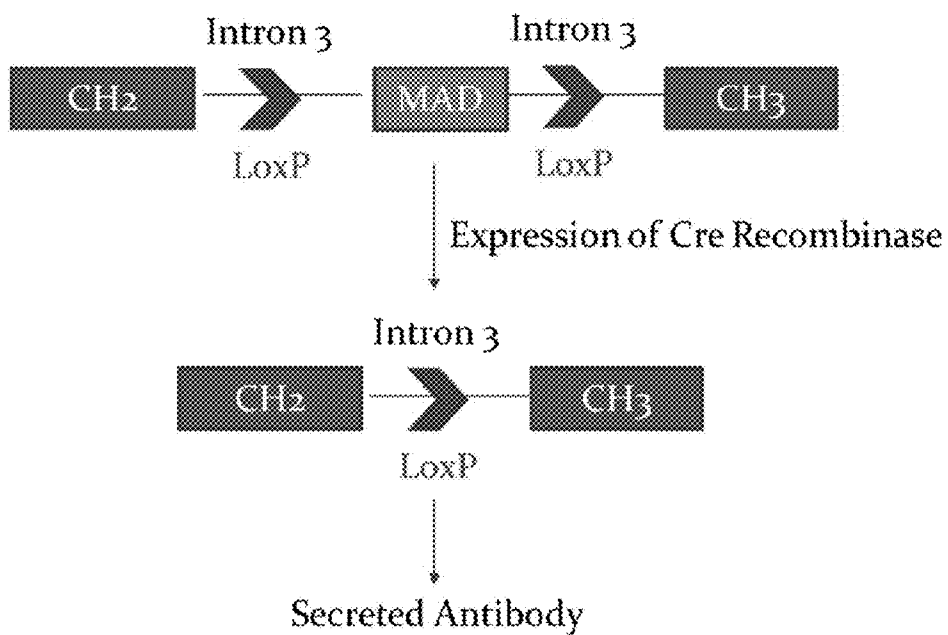 Intron 3 Intron 3
CH2 MAD CH3
LoxP LoxP
Expression of Cre Recombinase
Intron 3
CH2 CH3
LoxP
Secreted Antibody